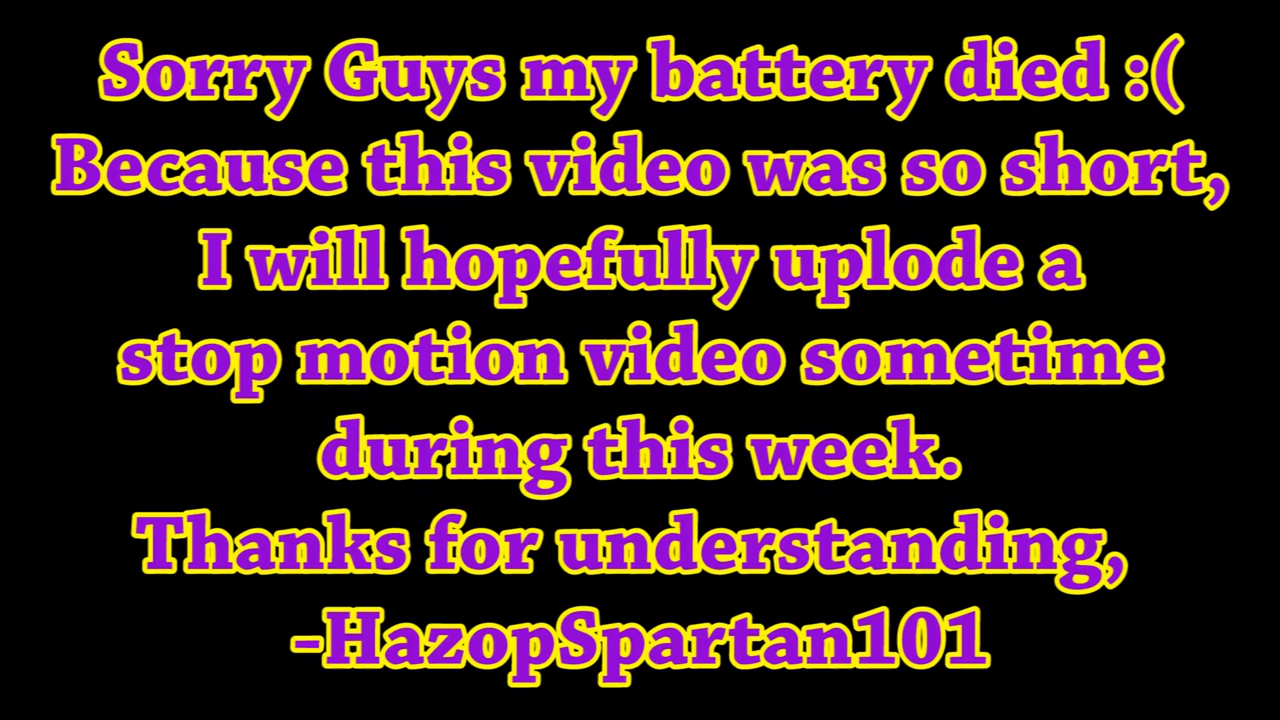 Sorry Guys my battery died :(
Because this video was so short,
I will hopefully uplode a
stop motion video sometime
during this week.
Thanks for understanding,
-HazopSpartan101